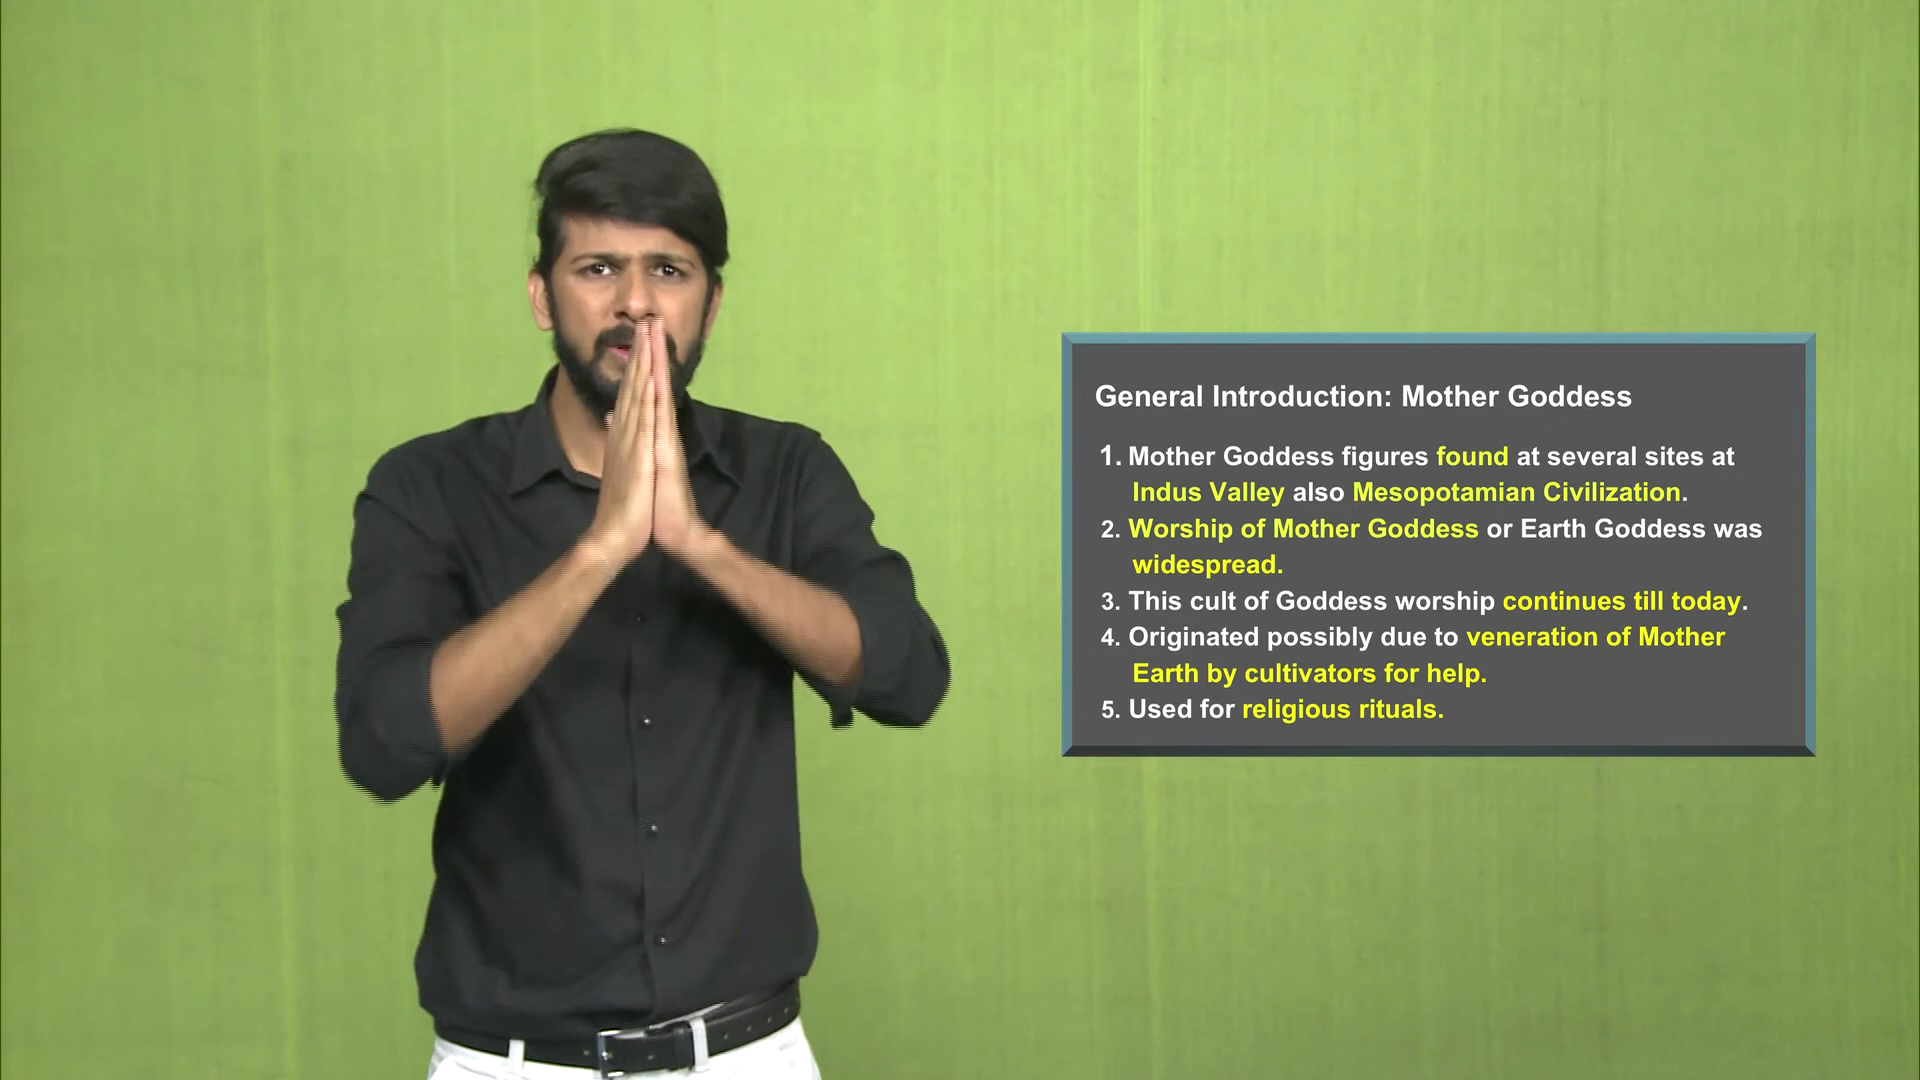 General Introduction: Mother Goddess
1. Mother Goddess figures found at several sites at
Indus Valley also Mesopotamian Civilization.
2. Worship of Mother Goddess or Earth Goddess was
widespread.
3. This cult of Goddess worship continues till today.
4. Originated possibly due to veneration of Mother
Earth by cultivators for help.
5. Used for religious rituals.